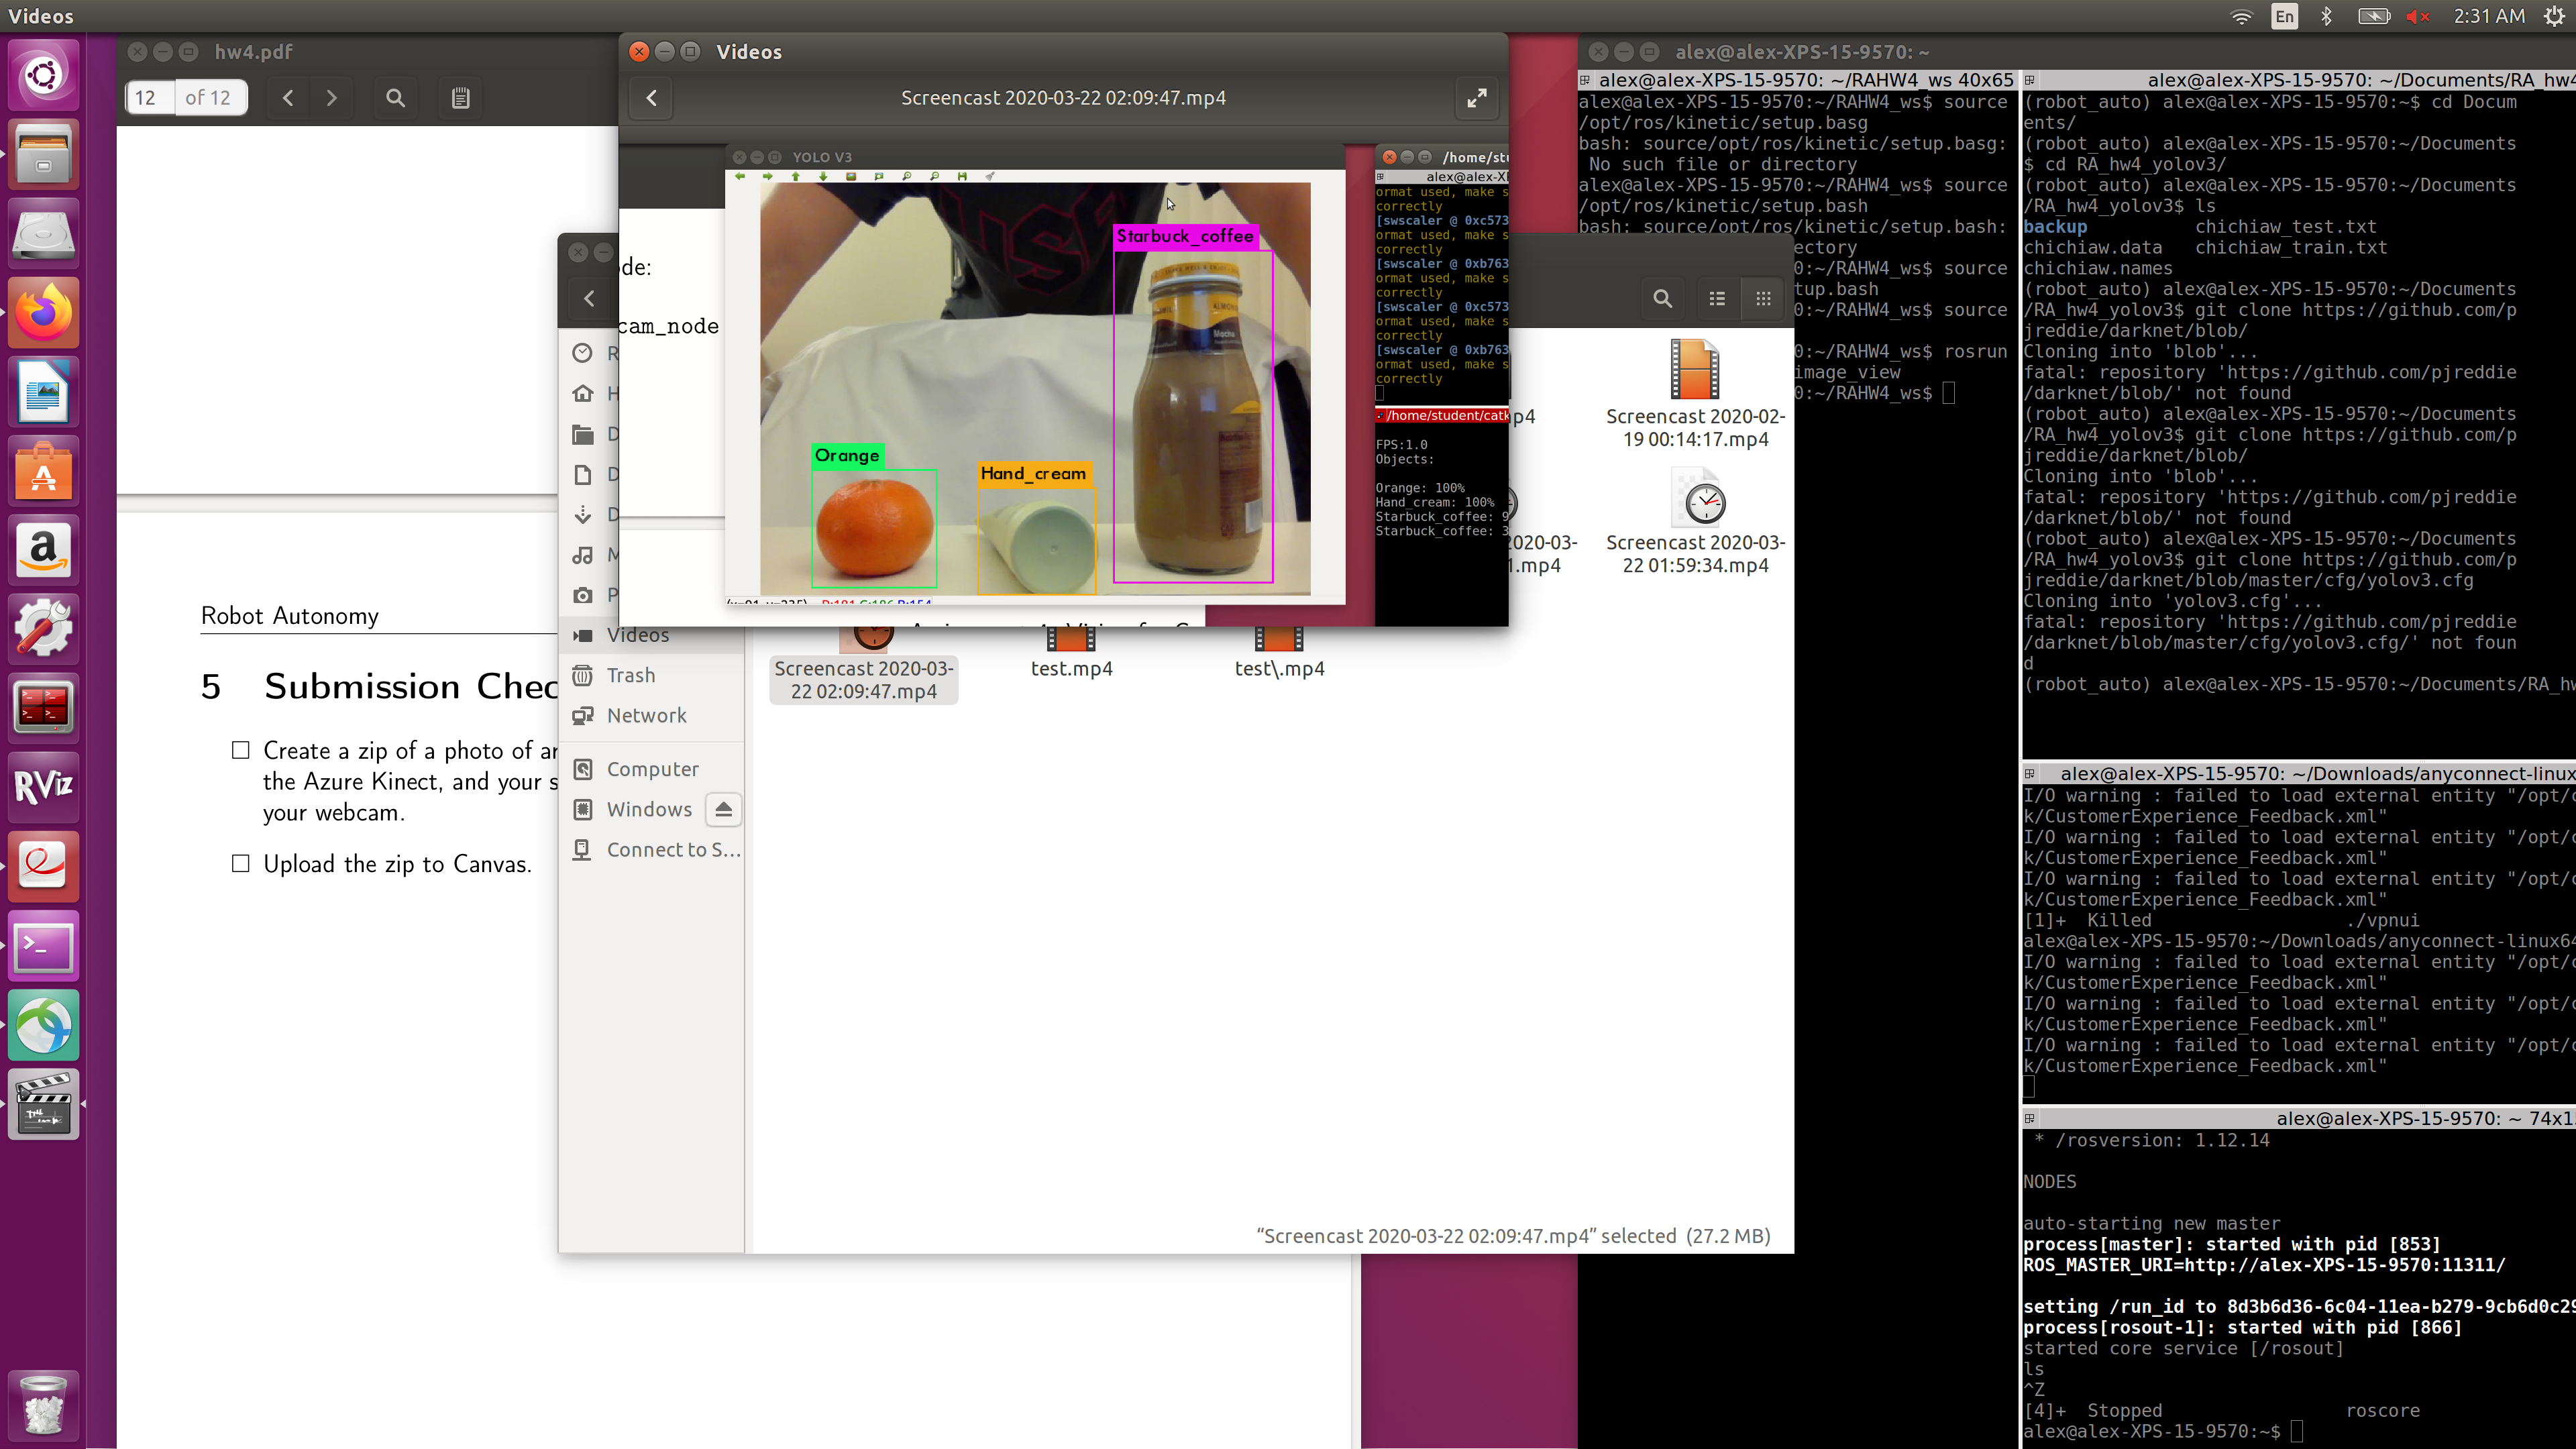 Videos
En
2:31 AM
hw4.pdf
12 of 12
Robot Autonomy
5 Submission Chec
Create a zip of a photo of ar
the Azure Kinect, and your s
your webcam.
Upload the zip to Canvas.
Videos
Screencast 2020-03-22 02:09:47.mp4
ode:
cam_node
YOLO V3
Starbuck_coffee
Orange
Hand_cream
/home/stu
alex@alex-XP
ormat used, make s
correctly
[swscaler @ 0xc573
ormat used, make s
correctly
[swscaler @ 0xb763
ormat used, make s
correctly
[swscaler @ 0xc573
ormat used, make s
correctly
[swscaler @ 0xb763
ormat used, make s
correctly
/home/student/catk
FPS:1.0
Objects:
Orange: 100%
Hand_cream: 100%
Starbuck_coffee: 9
Starbuck_coffee: 3
R
H
D
D
D
M
P
Videos
Trash
Network
Computer
Windows
Connect to S...
p4
Screencast 2020-02-
19 00:14:17.mp4
2020-03-
1.mp4
Screencast 2020-03-
22 01:59:34.mp4
Screencast 2020-03-
22 02:09:47.mp4
test.mp4
test\.mp4
“Screencast 2020-03-22 02:09:47.mp4” selected (27.2 MB)
alex@alex-XPS-15-9570: ~
alex@alex-XPS-15-9570: ~/RAHW4_ws 40x65
alex@alex-XPS-15-9570:~/RAHW4_ws$ source
/opt/ros/kinetic/setup.basg
bash: source/opt/ros/kinetic/setup.basg:
No such file or directory
alex@alex-XPS-15-9570:~/RAHW4_ws$ source
/opt/ros/kinetic/setup.bash
bash: source/opt/ros/kinetic/setup.bash:
ectory
0:~/RAHW4_ws$ source
tup.bash
0:~/RAHW4_ws$ source
0:~/RAHW4_ws$ rosrun
image_view
0:~/RAHW4_ws$
alex@alex-XPS-15-9570: ~/Documents/RA_hw4
(robot_auto) alex@alex-XPS-15-9570:~$ cd Docum
ents/
(robot_auto) alex@alex-XPS-15-9570:~/Documents
$ cd RA_hw4_yolov3/
(robot_auto) alex@alex-XPS-15-9570:~/Documents
/RA_hw4_yolov3$ ls
backup chichiaw_test.txt
chichiaw.data chichiaw_train.txt
chichiaw.names
(robot_auto) alex@alex-XPS-15-9570:~/Documents
/RA_hw4_yolov3$ git clone https://github.com/p
jreddie/darknet/blob/
Cloning into 'blob'...
fatal: repository 'https://github.com/pjreddie
/darknet/blob/' not found
(robot_auto) alex@alex-XPS-15-9570:~/Documents
/RA_hw4_yolov3$ git clone https://github.com/p
jreddie/darknet/blob/
Cloning into 'blob'...
fatal: repository 'https://github.com/pjreddie
/darknet/blob/' not found
(robot_auto) alex@alex-XPS-15-9570:~/Documents
/RA_hw4_yolov3$ git clone https://github.com/p
jreddie/darknet/blob/master/cfg/yolov3.cfg
Cloning into 'yolov3.cfg'...
fatal: repository 'https://github.com/pjreddie
/darknet/blob/master/cfg/yolov3.cfg/' not foun
d
(robot_auto) alex@alex-XPS-15-9570:~/Documents/RA_hw
alex@alex-XPS-15-9570: ~/Downloads/anyconnect-linux
I/O warning : failed to load external entity "/opt/c
k/CustomerExperience_Feedback.xml"
I/O warning : failed to load external entity "/opt/c
k/CustomerExperience_Feedback.xml"
I/O warning : failed to load external entity "/opt/c
k/CustomerExperience_Feedback.xml"
[1]+ Killed ./vpnui
alex@alex-XPS-15-9570:~/Downloads/anyconnect-linux64
I/O warning : failed to load external entity "/opt/c
k/CustomerExperience_Feedback.xml"
I/O warning : failed to load external entity "/opt/c
k/CustomerExperience_Feedback.xml"
I/O warning : failed to load external entity "/opt/c
k/CustomerExperience_Feedback.xml"
alex@alex-XPS-15-9570: ~ 74x1
* /rosversion: 1.12.14
NODES
auto-starting new master
process[master]: started with pid [853]
ROS_MASTER_URI=http://alex-XPS-15-9570:11311/
setting /run_id to 8d3b6d36-6c04-11ea-b279-9cb6d0c29
process[rosout-1]: started with pid [866]
started core service [/rosout]
ls
^Z
[4]+ Stopped roscore
alex@alex-XPS-15-9570:~$
RViz